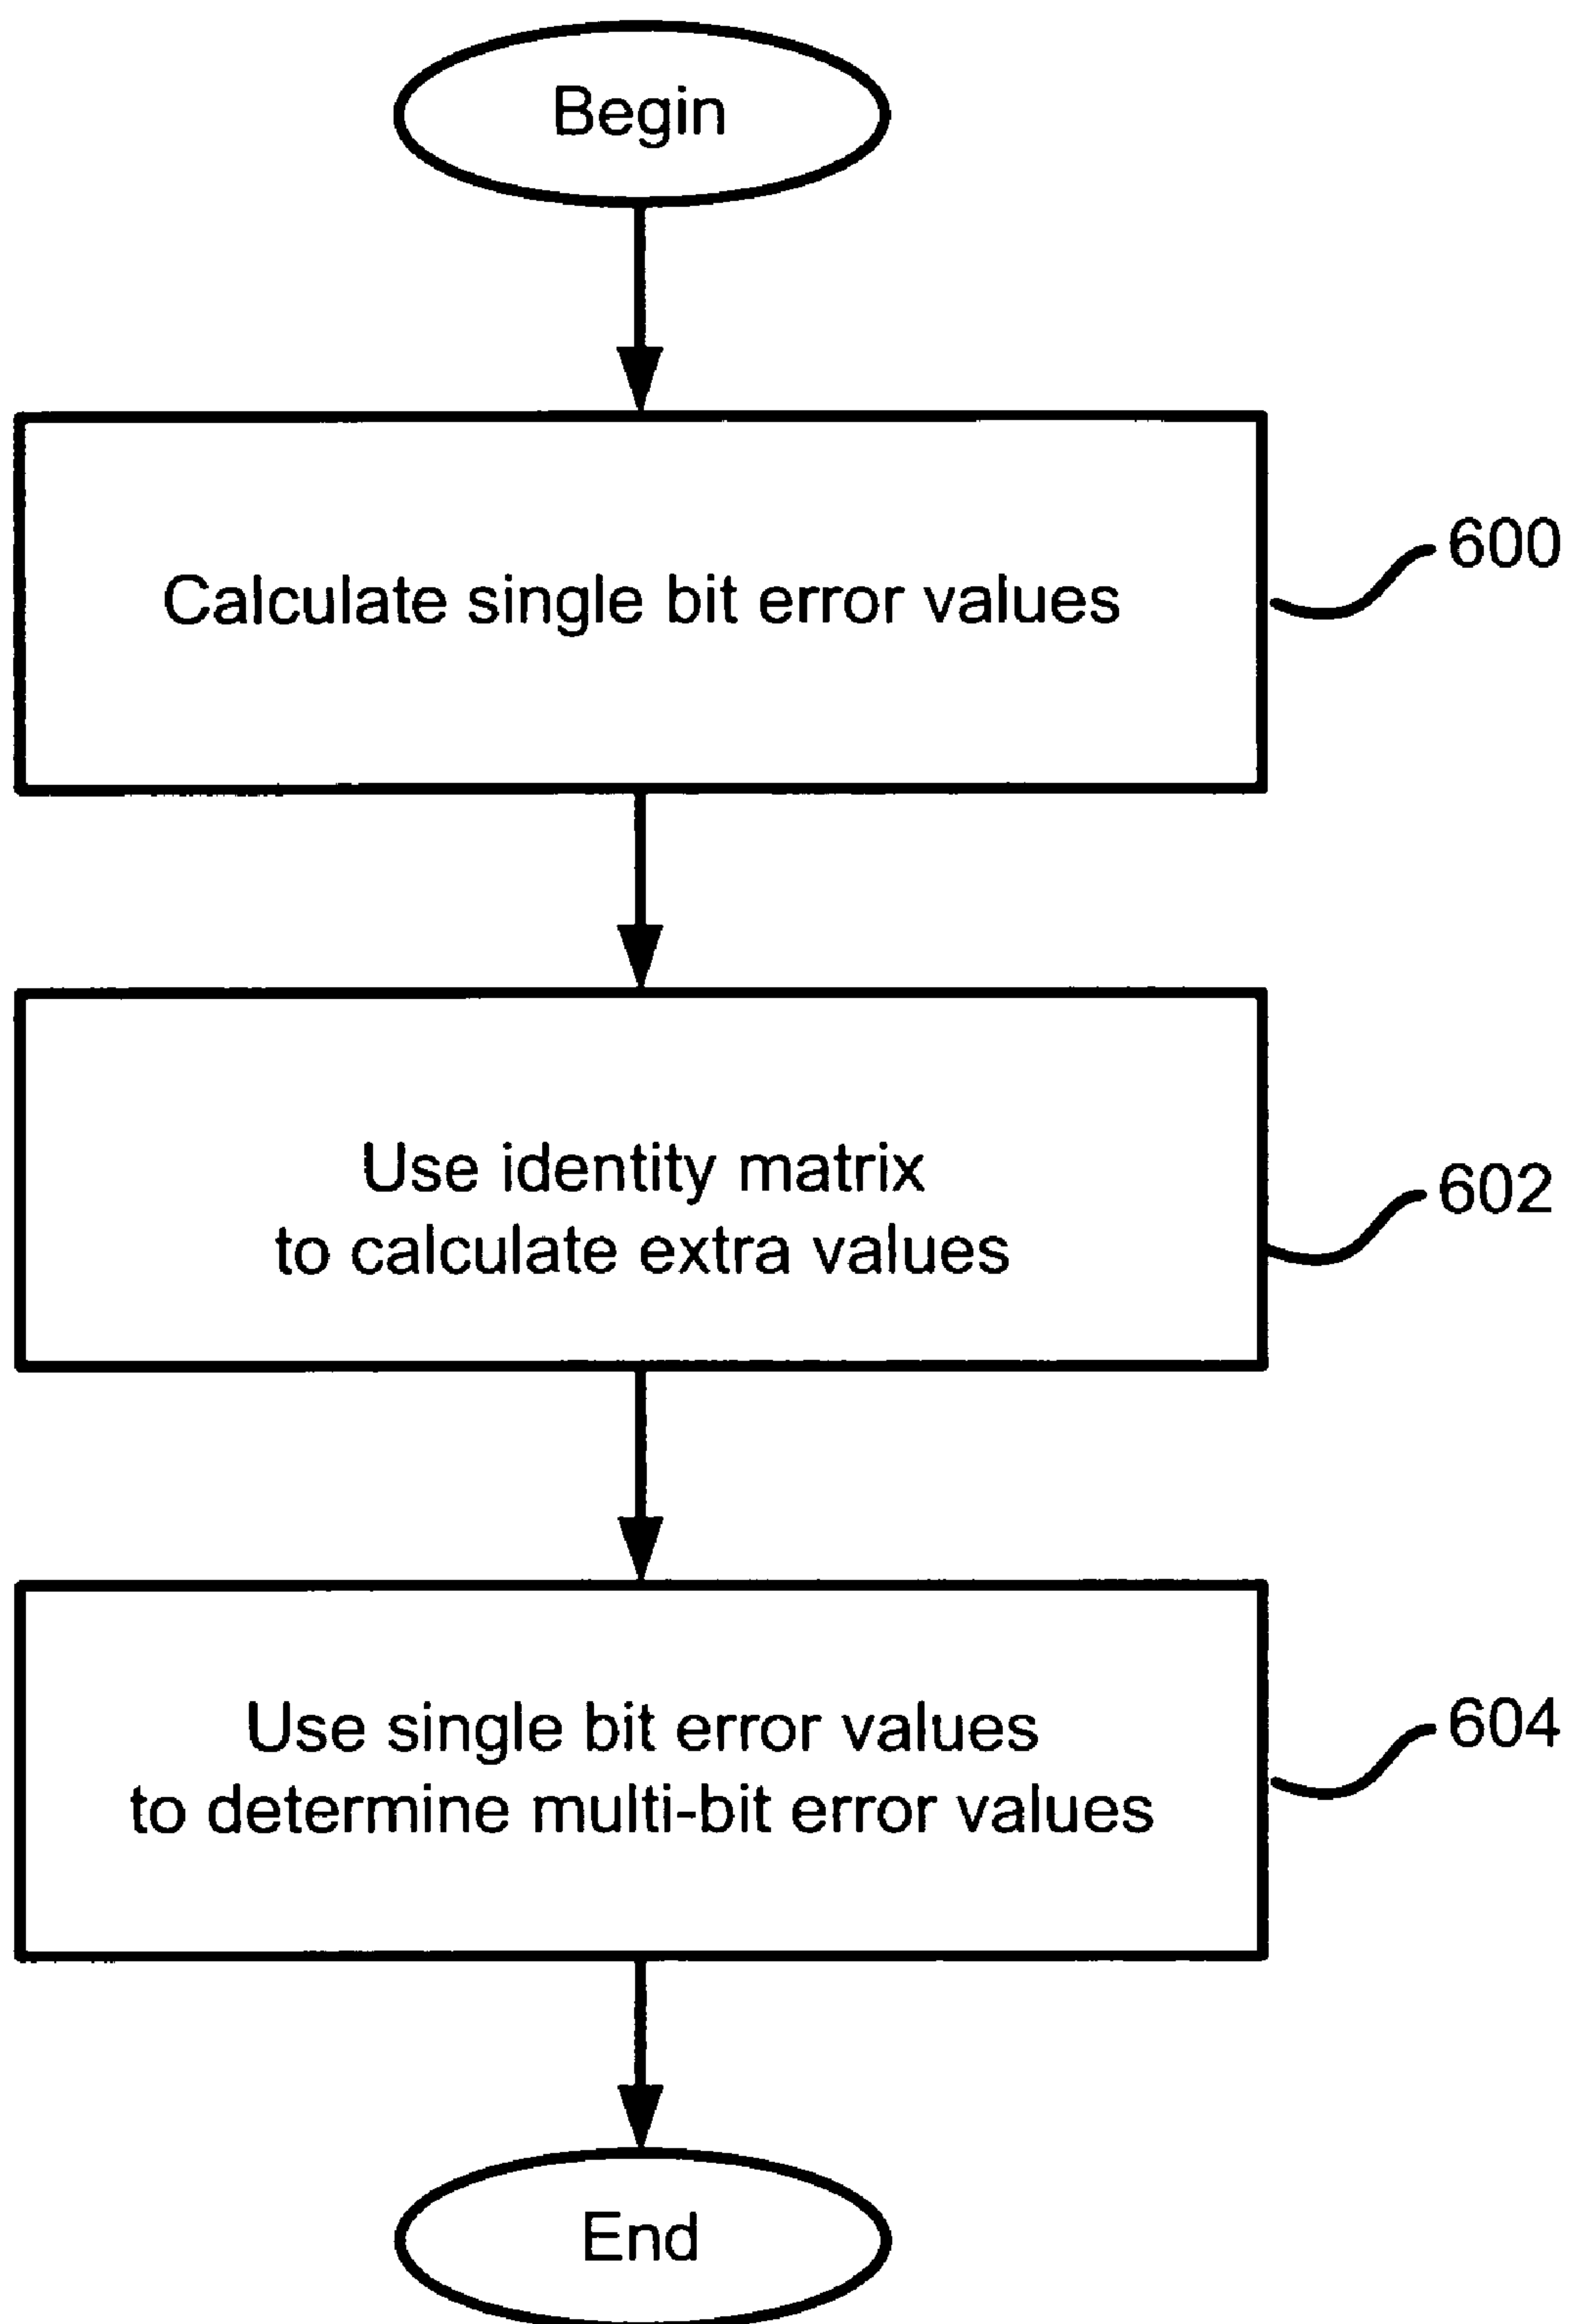 Begin
Calculate single bit error values
600
Use identity matrix
to calculate extra values
602
Use single bit error values
to determine multi-bit error values
604
End